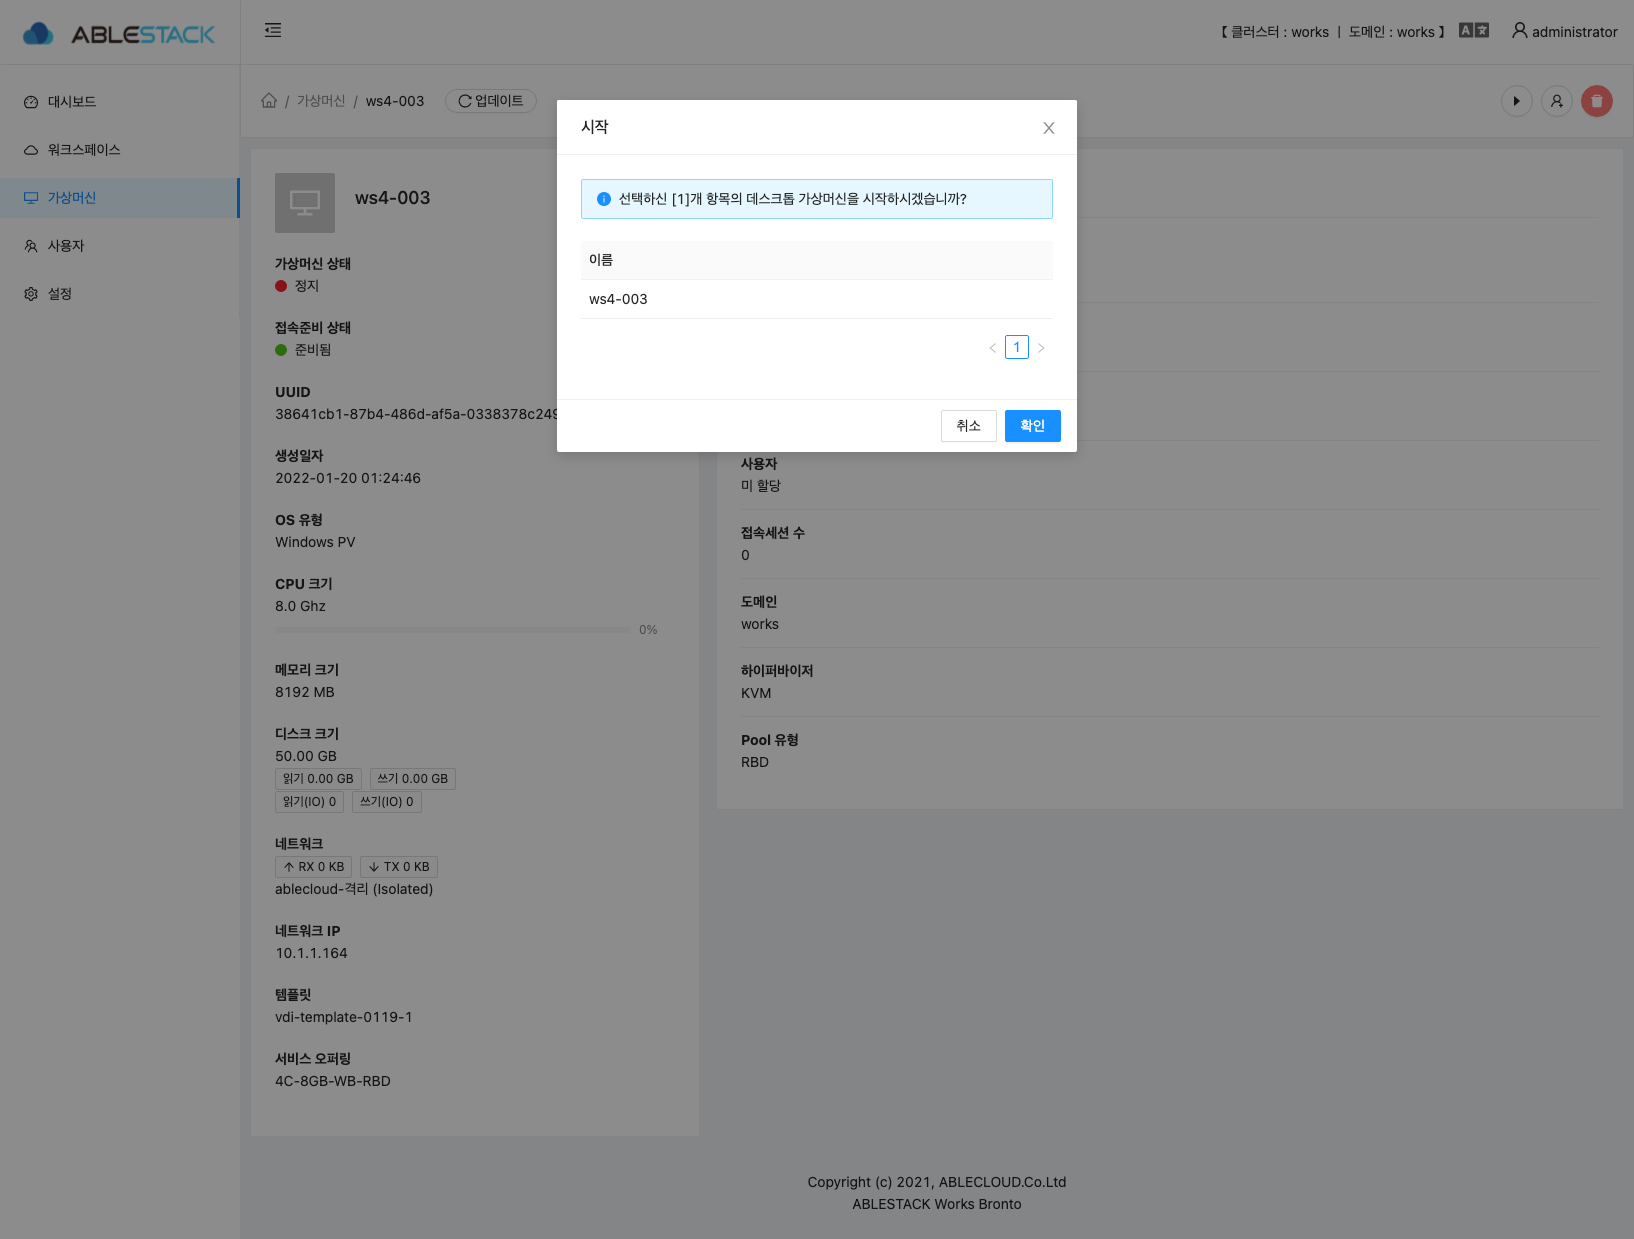 ABLESTACK
【 클러스터 : works | 도메인 : works 】
administrator
대시보드
워크스페이스
가상머신
사용자
설정
/ 가상머신 / ws4-003
업데이트
시작
선택하신 [1]개 항목의 데스크톱 가상머신을 시작하시겠습니까?
이름
ws4-003
1
취소
확인
ws4-003
가상머신 상태
정지
접속준비 상태
준비됨
UUID
38641cb1-87b4-486d-af5a-0338378c249
생성일자
2022-01-20 01:24:46
OS 유형
Windows PV
CPU 크기
8.0 Ghz
0%
메모리 크기
8192 MB
디스크 크기
50.00 GB
읽기 0.00 GB 쓰기 0.00 GB
읽기(IO) 0 쓰기(IO) 0
네트워크
RX 0 KB TX 0 KB
ablecloud-격리 (Isolated)
네트워크 IP
10.1.1.164
템플릿
vdi-template-0119-1
서비스 오퍼링
4C-8GB-WB-RBD
사용자
미 할당
접속세션 수
0
도메인
works
하이퍼바이저
KVM
Pool 유형
RBD
Copyright (c) 2021, ABLECLOUD.Co.Ltd
ABLESTACK Works Bronto